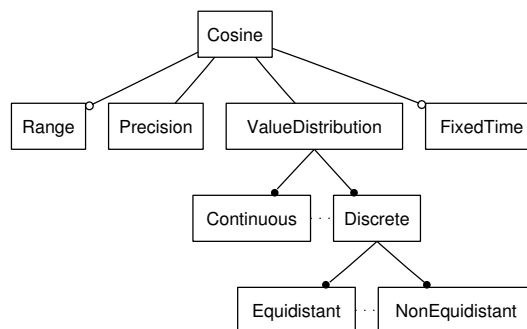 Cosine
Range Precision ValueDistribution FixedTime
Continuous Discrete
Equidistant NonEquidistant